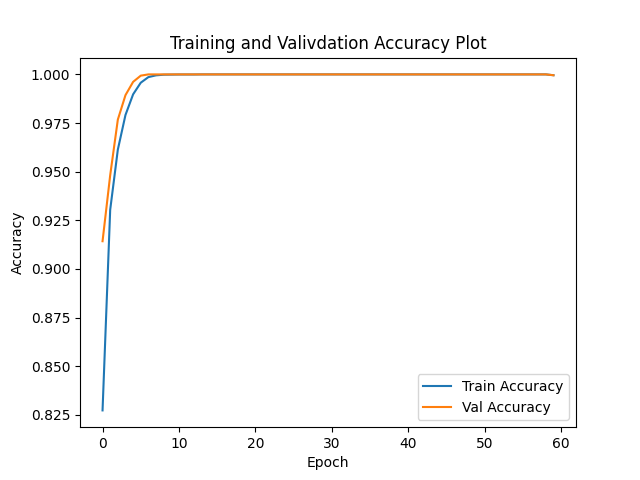 Training and Valivdation Accuracy Plot
1.000
0.975
0.950
0.925
0.900
0.875
0.850
0.825
Accuracy
Train Accuracy
Val Accuracy
0 10 20 30 40 50 60
Epoch